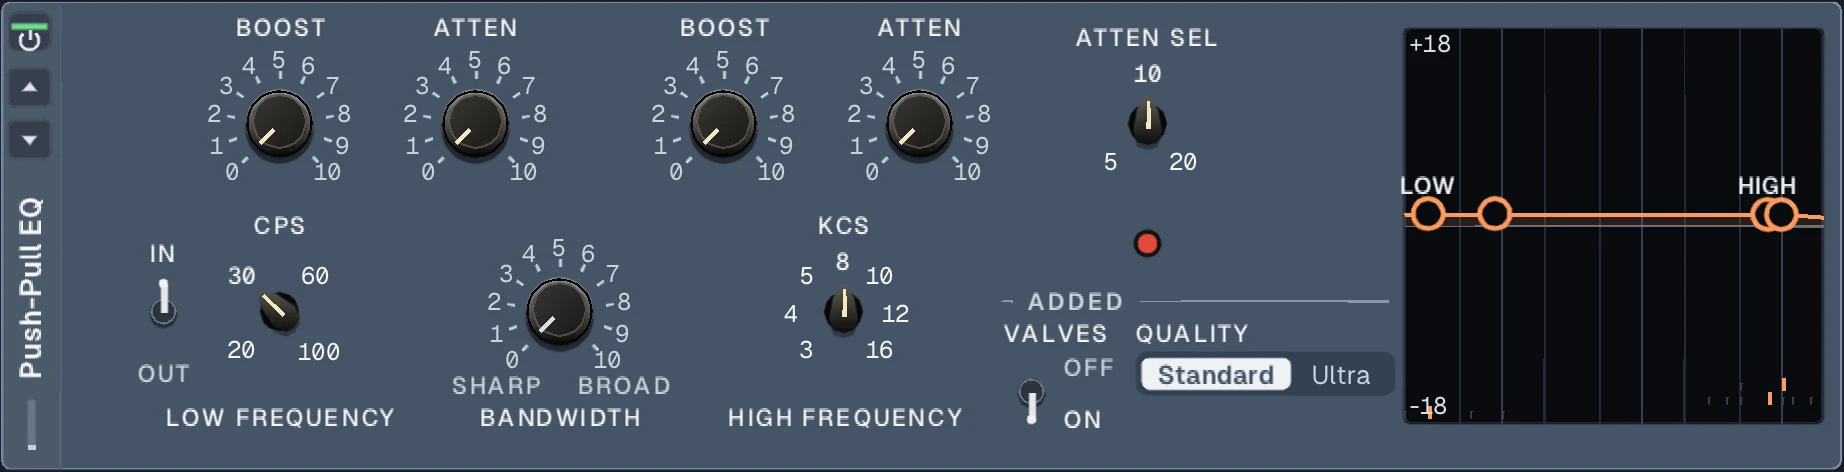 Push-Pull EQ
BOOST
0 1 2 3 4 5 6 7 8 9 10
ATTEN
0 1 2 3 4 5 6 7 8 9 10
BOOST
0 1 2 3 4 5 6 7 8 9 10
ATTEN
0 1 2 3 4 5 6 7 8 9 10
ATTEN SEL
5 10 20
IN
OUT
CPS
20 30 60 100
LOW FREQUENCY
0 1 2 3 4 5 6 7 8 9 10
SHARP BROAD
BANDWIDTH
KCS
3 4 5 8 10 12 16
HIGH FREQUENCY
ADDED
VALVES
OFF
ON
QUALITY
Standard Ultra
+18
LOW HIGH
-18